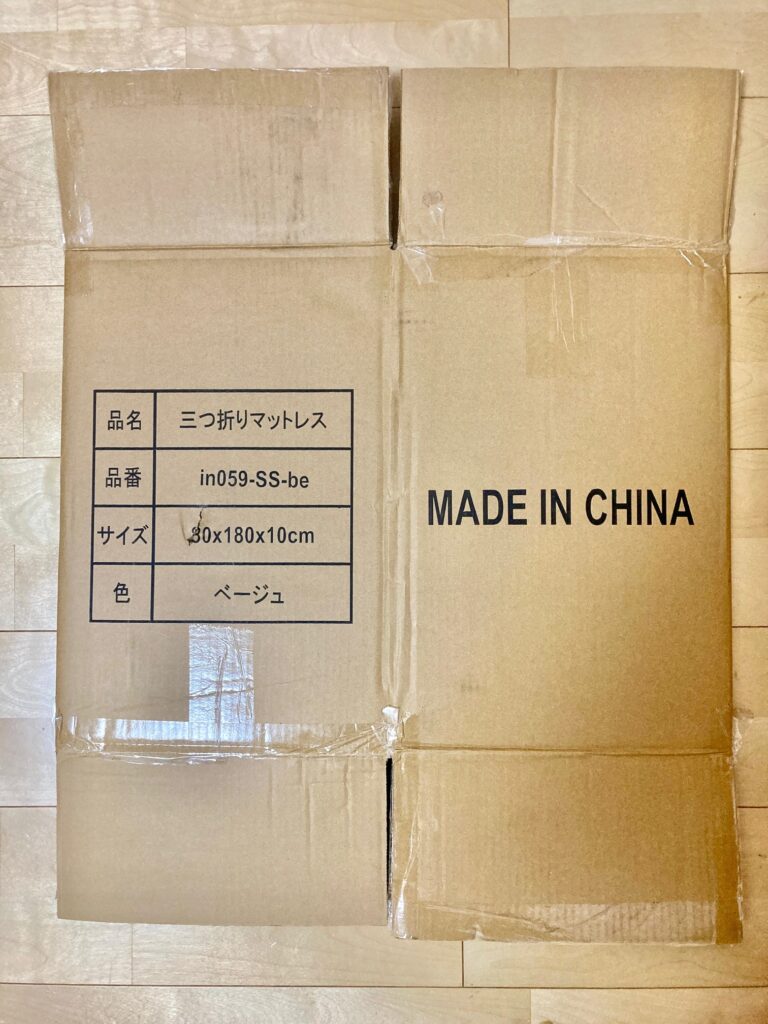 品名 三つ折りマットレス
品番 in059-SS-be
サイズ 80x180x10cm
色 ベージュ
MADE IN CHINA